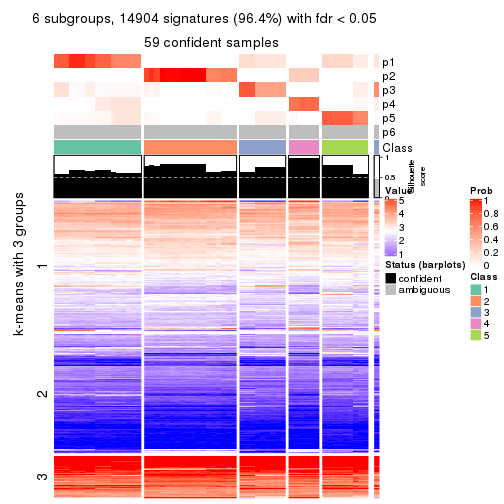 6 subgroups, 14904 signatures (96.4%) with fdr < 0.05
59 confident samples
p1
p2
p3
p4
p5
p6
Class
1
0.5
0
Silhouette
score
k-means with 3 groups
1
2
3
Value
5
4
3
2
1
Status (barplots)
confident
ambiguous
Prob
1
0.8
0.6
0.4
0.2
0
Class
1
2
3
4
5